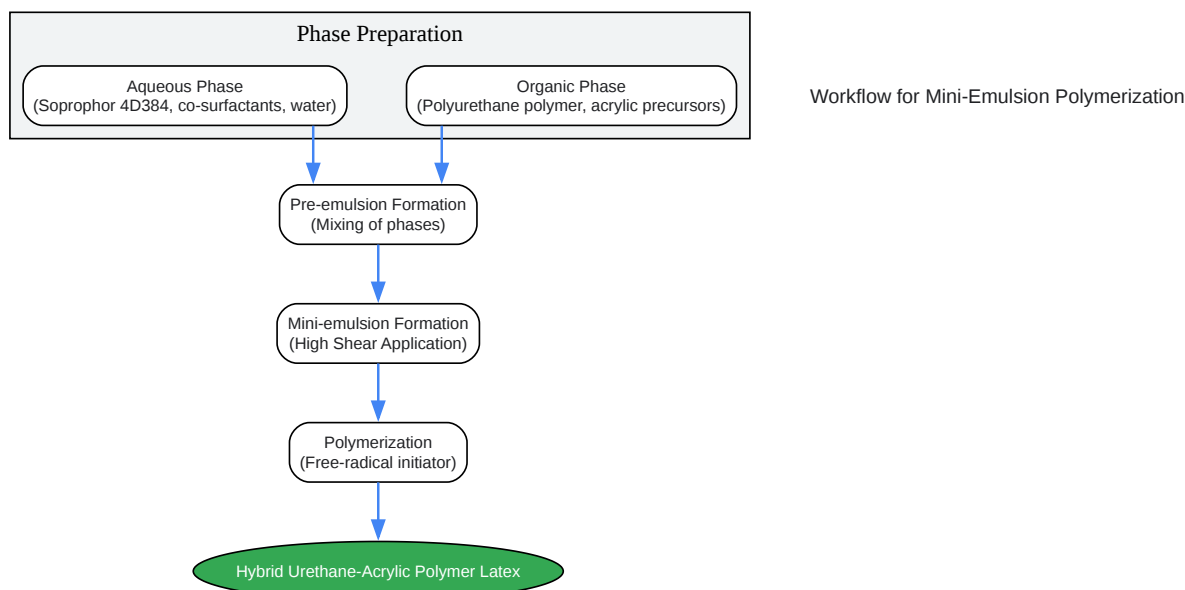 Phase Preparation
Aqueous Phase
(Soprophor 4D384, co-surfactants, water)
Organic Phase
(Polyurethane polymer, acrylic precursors)
Workflow for Mini-Emulsion Polymerization
Pre-emulsion Formation
(Mixing of phases)
Mini-emulsion Formation
(High Shear Application)
Polymerization
(Free-radical initiator)
Hybrid Urethane-Acrylic Polymer Latex